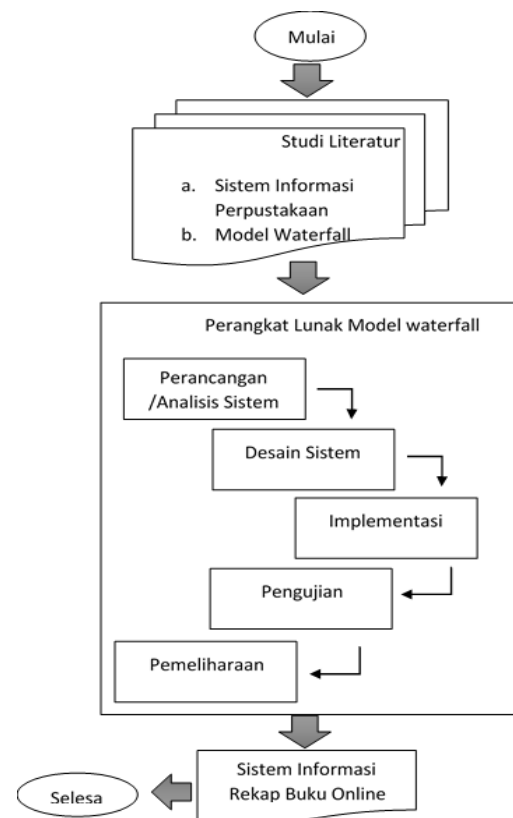 Mulai
Studi Literatur
a. Sistem Informasi
Perpustakaan
b. Model Waterfall
Perangkat Lunak Model waterfall
Perancangan
/Analisis Sistem
Desain Sistem
Implementasi
Pengujian
Pemeliharaan
Sistem Informasi
Rekap Buku Online
Selesa